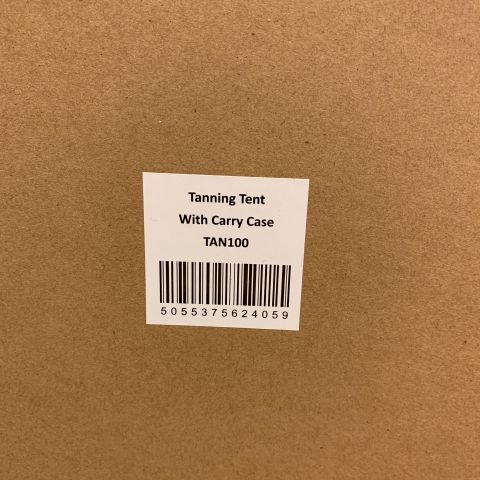 Tanning Tent
With Carry Case
TAN100
5055375624059